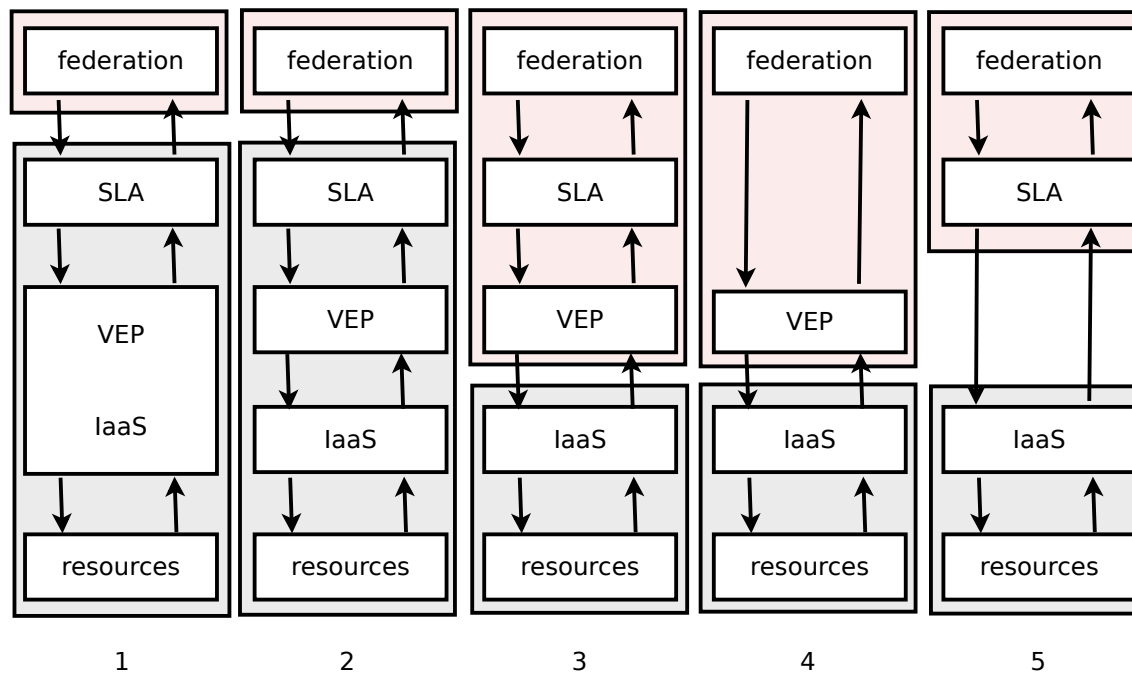 federation
SLA
VEP
IaaS
resources
1
federation
SLA
VEP
IaaS
resources
2
federation
SLA
VEP
IaaS
resources
3
federation
VEP
IaaS
resources
4
federation
SLA
IaaS
resources
5